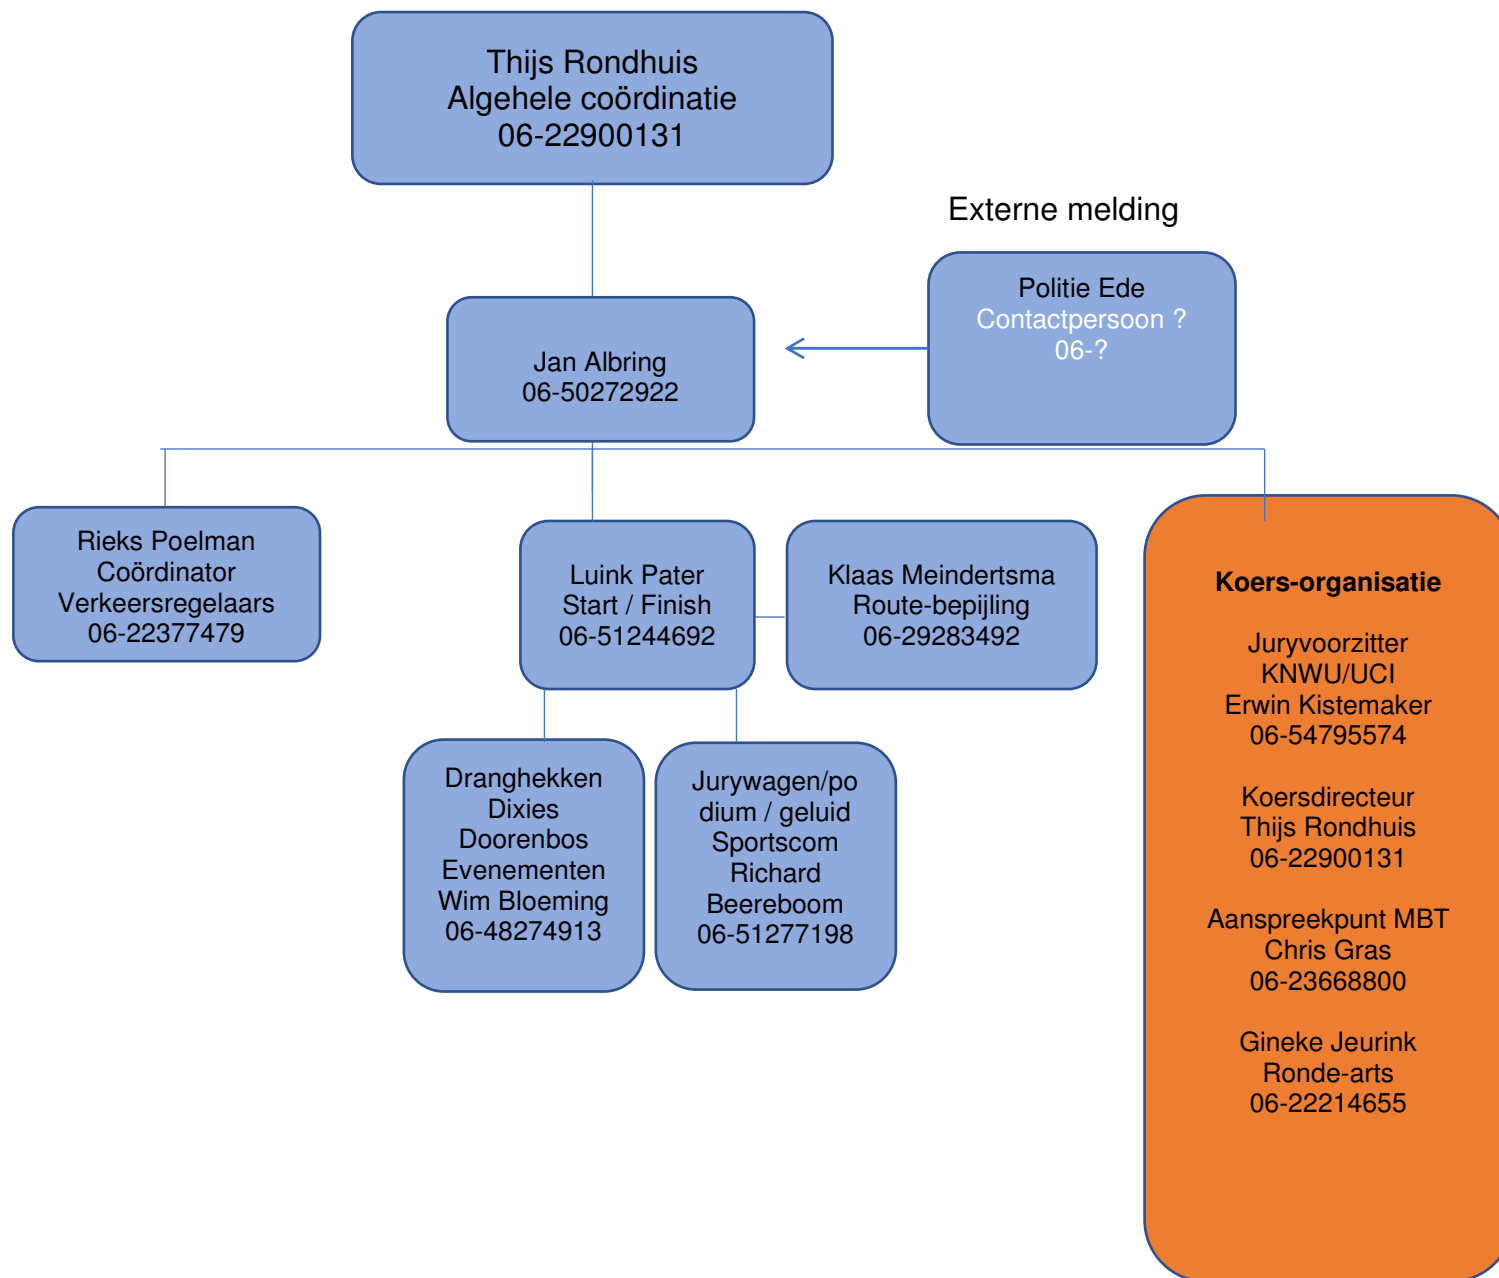 Thijs Rondhuis
Algehele coördinatie
06-22900131
Externe melding
Politie Ede
Contactpersoon ?
06-?
Jan Albring
06-50272922
Rieks Poelman
Coördinator
Verkeersregelaars
06-22377479
Luink Pater
Start / Finish
06-51244692
Klaas Meindertsma
Route-bepijling
06-29283492
Dranghekken
Dixies
Doorenbos
Evenementen
Wim Bloeming
06-48274913
Jurywagen/po
dium / geluid
Sportscom
Richard
Beereboom
06-51277198
Koers-organisatie
Juryvoorzitter
KNWU/UCI
Erwin Kistemaker
06-54795574
Koersdirecteur
Thijs Rondhuis
06-22900131
Aanspreekpunt MBT
Chris Gras
06-23668800
Gineke Jeurink
Ronde-arts
06-22214655